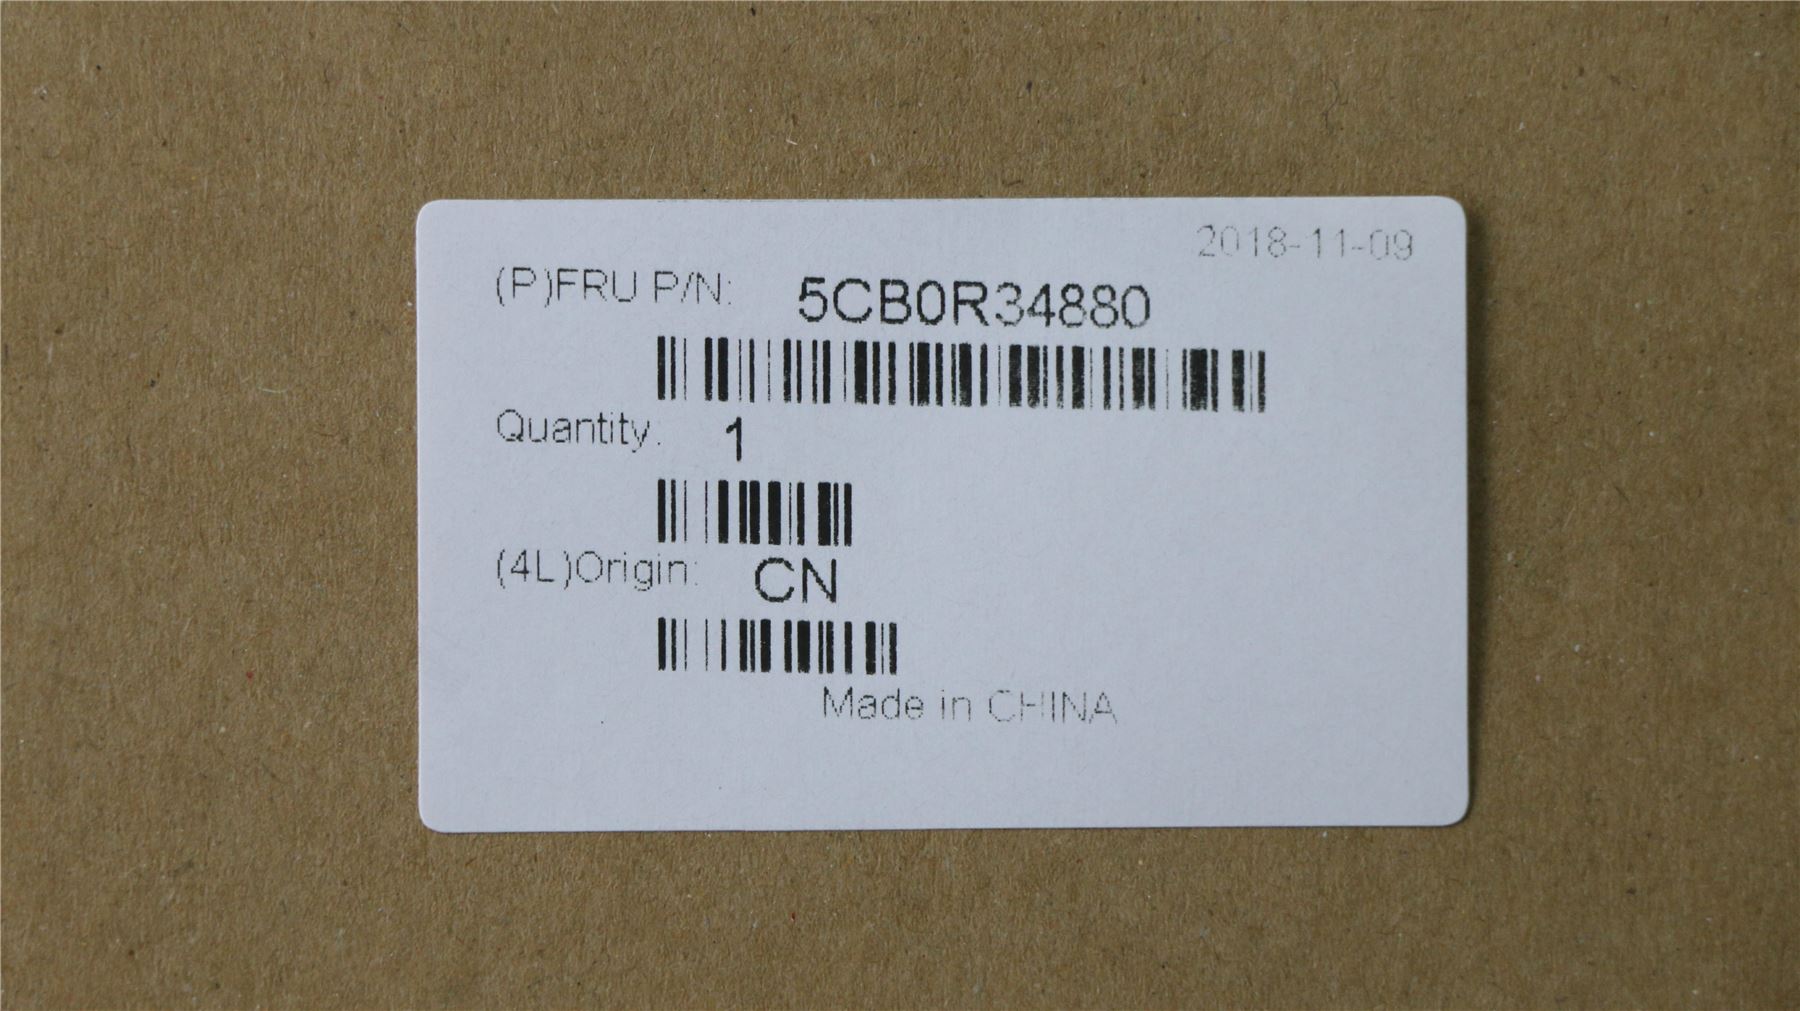 2018-11-09
(P)FRU P/N: 5CB0R34880
Quantity: 1
(4L)Origin: CN
Made in CHINA